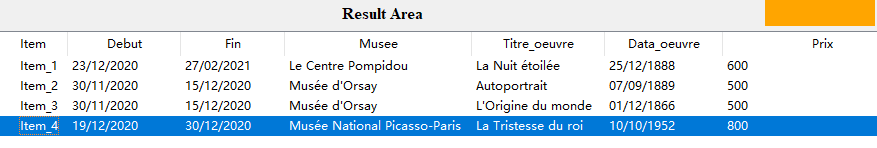 Result Area
Item Debut Fin Musee Titre_oeuvre Data_oeuvre Prix
Item_1 23/12/2020 27/02/2021 Le Centre Pompidou La Nuit étoilée 25/12/1888 600
Item_2 30/11/2020 15/12/2020 Musée d'Orsay Autoportrait 07/09/1889 500
Item_3 30/11/2020 15/12/2020 Musée d'Orsay L'Origine du monde 01/12/1866 500
Item_4 19/12/2020 30/12/2020 Musée National Picasso-Paris La Tristesse du roi 10/10/1952 800